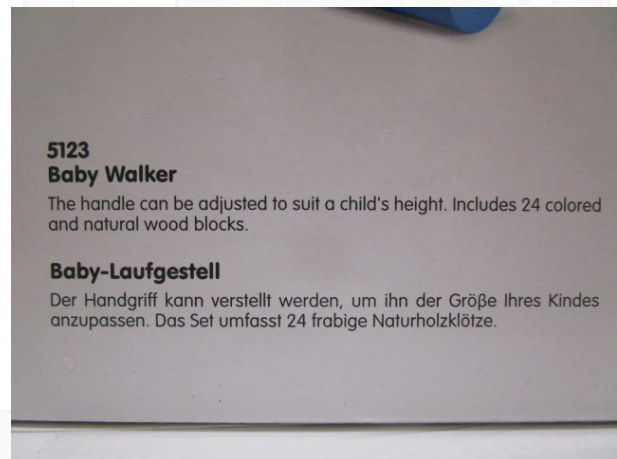 5123
Baby Walker
The handle can be adjusted to suit a child's height. Includes 24 colored
and natural wood blocks.
Baby-Laufgestell
Der Handgriff kann verstellt werden, um ihn der Größe Ihres Kindes
anzupassen. Das Set umfasst 24 frabige Naturholzklötze.